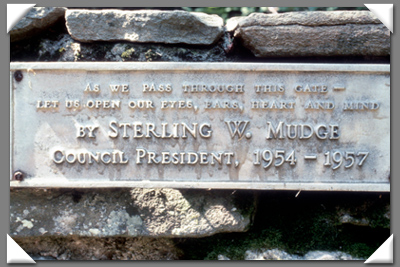 AS WE PASS THROUGH THIS GATE —
LET US OPEN OUR EYES, EARS, HEART AND MIND
BY STERLING W. MUDGE
COUNCIL PRESIDENT, 1954 – 1957